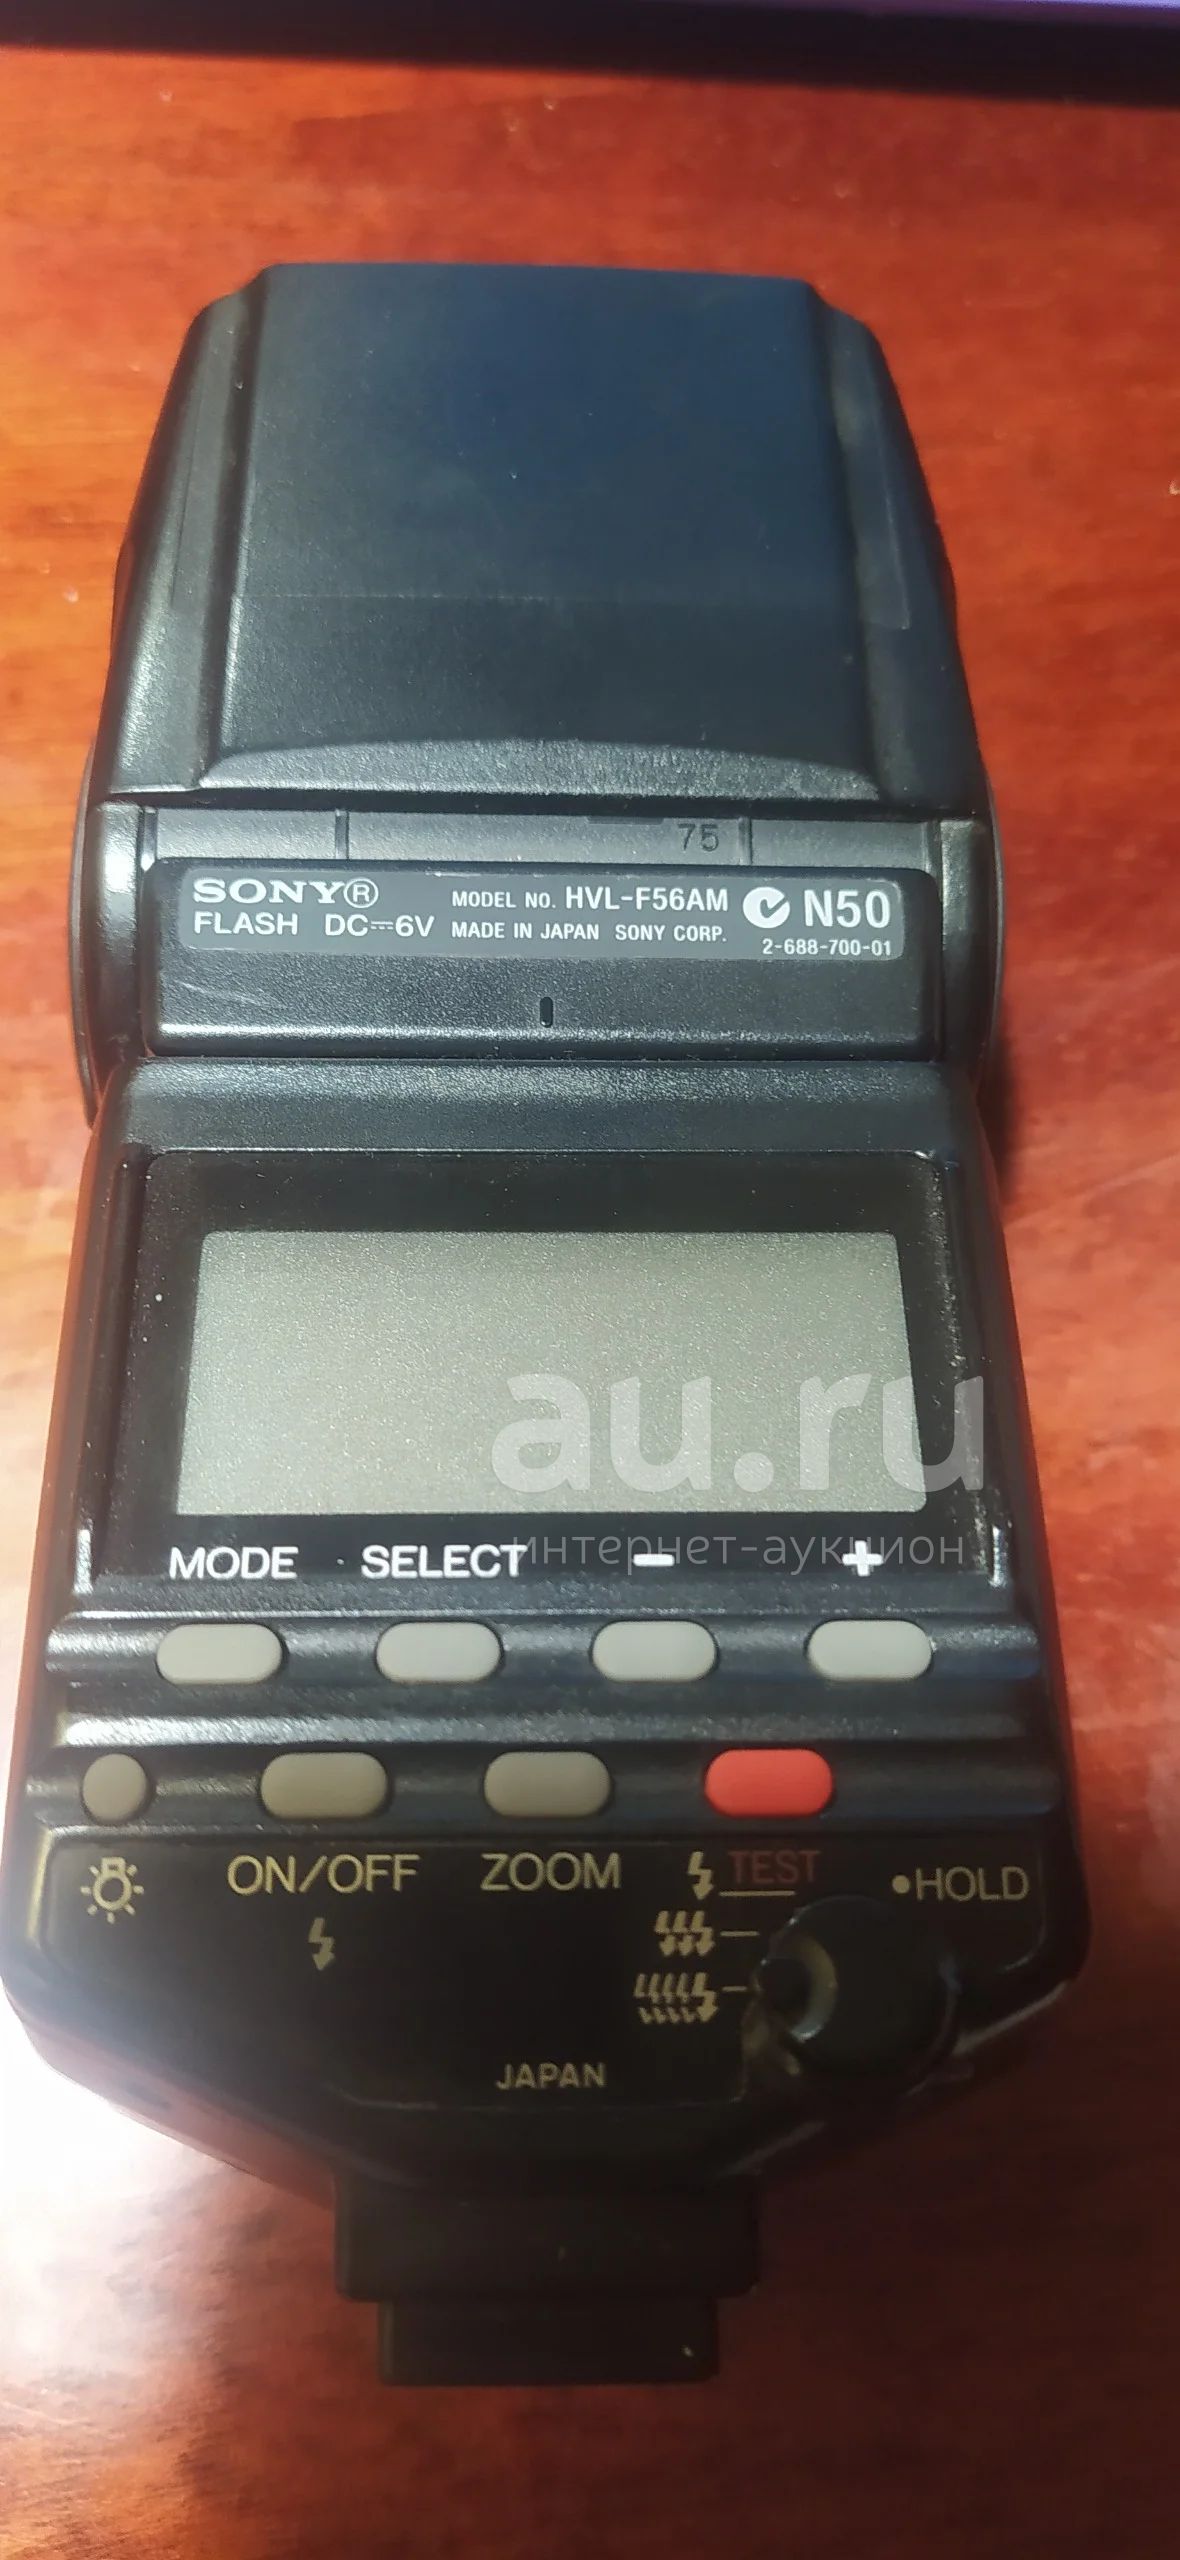 75
SONY® MODEL NO. HVL-F56AM N50
FLASH DC⎓6V MADE IN JAPAN SONY CORP. 2-688-700-01
au.ru
интернет-аукцион
MODE SELECT − +
ON/OFF ZOOM TEST •HOLD
JAPAN